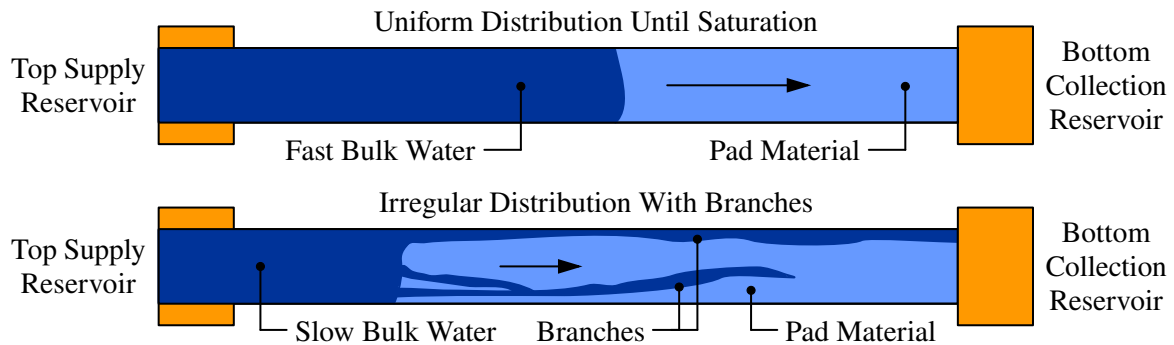 Uniform Distribution Until Saturation
Top Supply
Reservoir
Bottom
Collection
Reservoir
Fast Bulk Water
Pad Material
Irregular Distribution With Branches
Top Supply
Reservoir
Bottom
Collection
Reservoir
Slow Bulk Water
Branches
Pad Material